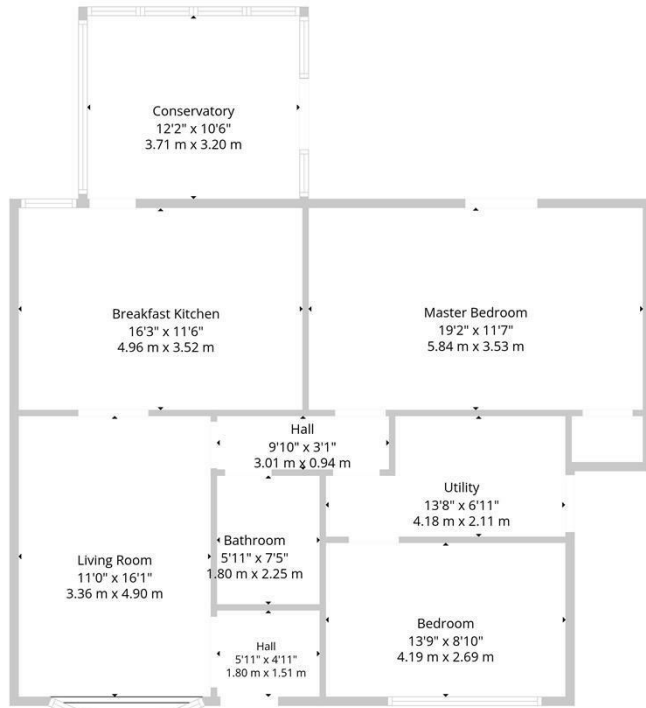 Conservatory
12'2" x 10'6"
3.71 m x 3.20 m
Breakfast Kitchen
16'3" x 11'6"
4.96 m x 3.52 m
Master Bedroom
19'2" x 11'7"
5.84 m x 3.53 m
Hall
9'10" x 3'1"
3.01 m x 0.94 m
Utility
13'8" x 6'11"
4.18 m x 2.11 m
Bathroom
5'11" x 7'5"
1.80 m x 2.25 m
Living Room
11'0" x 16'1"
3.36 m x 4.90 m
Bedroom
13'9" x 8'10"
4.19 m x 2.69 m
Hall
5'11" x 4'11"
1.80 m x 1.51 m